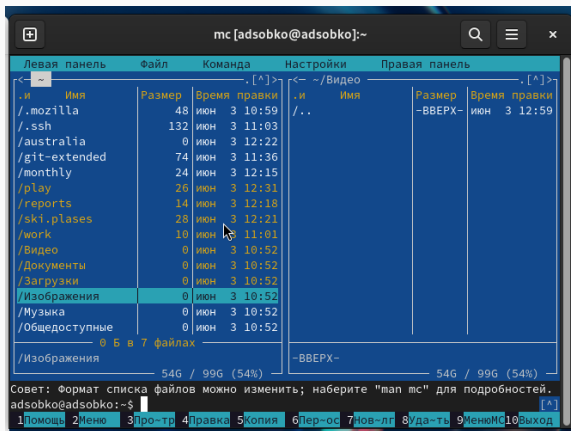 mc [adsobko@adsobko]:~
Левая панель Файл Команда Настройки Правая панель
<— ~ .[^]> <— ~/Видео .[^]>
.и Имя Размер Время правки .и Имя Размер Время правки
/.mozilla 48 июн 3 10:59 /.. -ВВЕРХ- июн 3 12:59
/.ssh 132 июн 3 11:03
/australia 0 июн 3 12:22
/git-extended 74 июн 3 11:36
/monthly 24 июн 3 12:15
/play 26 июн 3 12:31
/reports 14 июн 3 12:18
/ski.plases 28 июн 3 12:21
/work 10 июн 3 11:01
/Видео 0 июн 3 10:52
/Документы 0 июн 3 10:52
/Загрузки 0 июн 3 10:52
/Изображения 0 июн 3 10:52
/Музыка 0 июн 3 10:52
/Общедоступные 0 июн 3 10:52
0 Б в 7 файлах
/Изображения -ВВЕРХ-
54G / 99G (54%) 54G / 99G (54%)
Совет: Формат списка файлов можно изменить; наберите "man mc" для подробностей.
adsobko@adsobko:~$ [^]
1Помощь 2Меню 3Про~тр 4Правка 5Копия 6Пер~ос 7Нов~лг 8Уда~ть 9МенюMC 10Выход